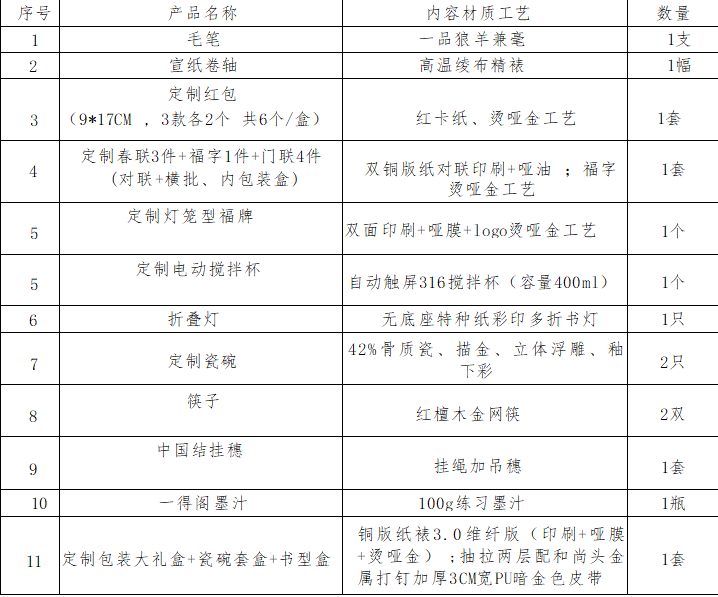 序号 产品名称 内容材质工艺 数量
1 毛笔 一品狼羊兼毫 1支
2 宣纸卷轴 高温绫布精裱 1幅
3 定制红包
（9*17CM ，3款各2个 共6个/盒） 红卡纸、烫哑金工艺 1套
4 定制春联3件+福字1件+门联4件
(对联+横批、内包装盒) 双铜版纸对联印刷+哑油 ；福字
烫哑金工艺 1套
5 定制灯笼型福牌 双面印刷+哑膜+logo烫哑金工艺 1个
5 定制电动搅拌杯 自动触屏316搅拌杯（容量400ml） 1个
6 折叠灯 无底座特种纸彩印多折书灯 1只
7 定制瓷碗 42%骨质瓷、描金、立体浮雕、釉
下彩 2只
8 筷子 红檀木金网筷 2双
9 中国结挂穗 挂绳加吊穗 1套
10 一得阁墨汁 100g练习墨汁 1瓶
11 定制包装大礼盒+瓷碗套盒+书型盒 铜版纸裱3.0维纤版（印刷+哑膜
+烫哑金）;抽拉两层配和尚头金
属打钉加厚3CM宽PU暗金色皮带 1套